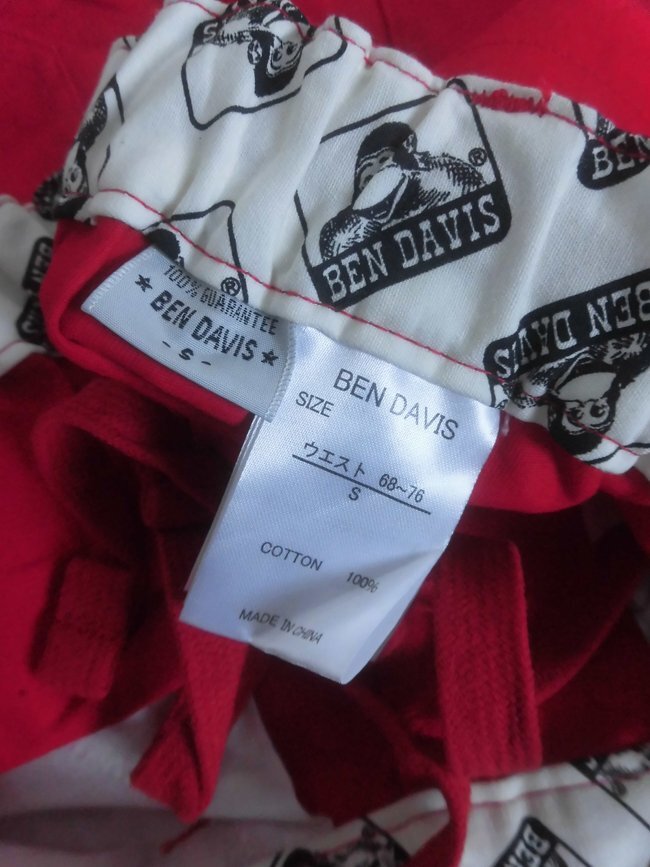 S
®
BEN DAVIS
BEN
BEN DAVIS
®
100% GUARANTEE
★ BEN DAVIS ★
- S -
BEN DAVIS
SIZE
ウエスト 68~76
S
COTTON 100%
MADE IN CHINA